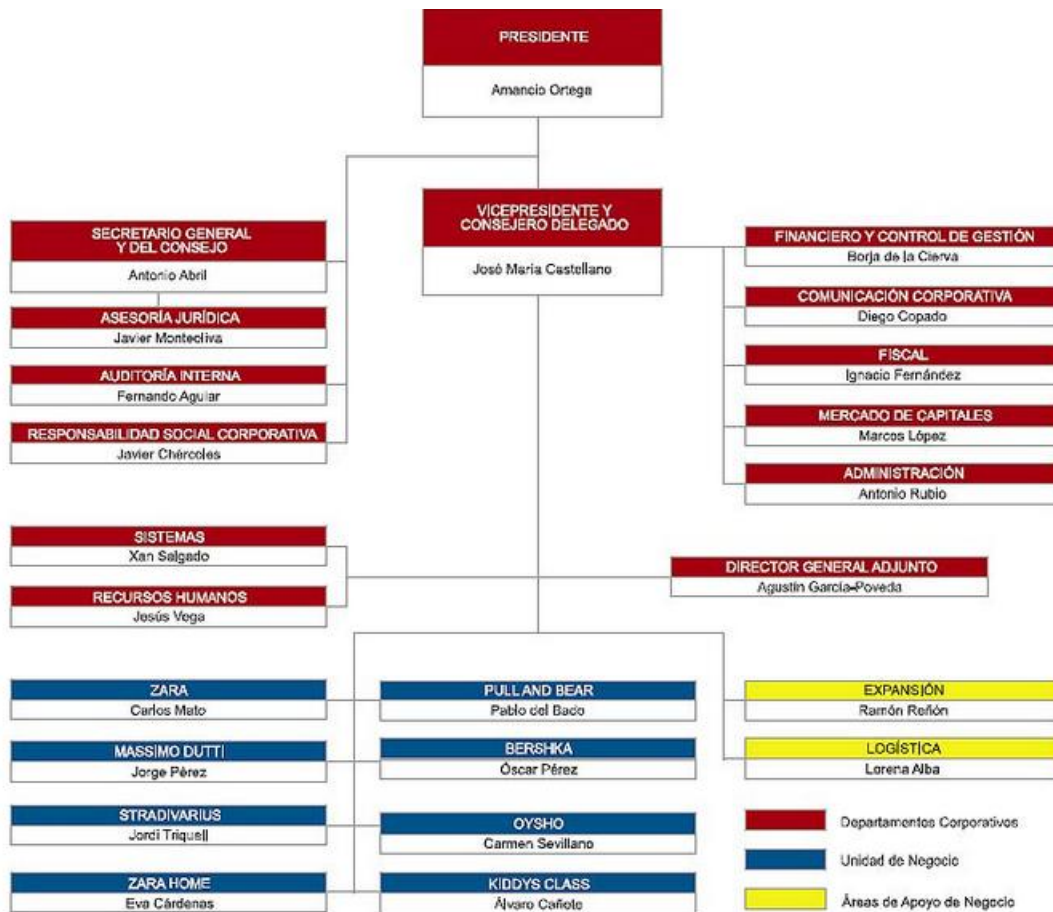 PRESIDENTE
Amancio Ortega
VICEPRESIDENTE Y
CONSEJERO DELEGADO
José María Castellano
SECRETARIO GENERAL
Y DEL CONSEJO
Antonio Abril
ASESORÍA JURÍDICA
Javier Monteoliva
AUDITORÍA INTERNA
Fernando Aguiar
RESPONSABILIDAD SOCIAL CORPORATIVA
Javier Chércoles
FINANCIERO Y CONTROL DE GESTIÓN
Borja de la Cierva
COMUNICACIÓN CORPORATIVA
Diego Copado
FISCAL
Ignacio Fernández
MERCADO DE CAPITALES
Marcos López
ADMINISTRACIÓN
Antonio Rubio
SISTEMAS
Xan Salgado
RECURSOS HUMANOS
Jesús Vega
DIRECTOR GENERAL ADJUNTO
Agustín García-Poveda
ZARA
Carlos Mato
PULL AND BEAR
Pablo del Bado
MASSIMO DUTTI
Jorge Pérez
BERSHKA
Óscar Pérez
STRADIVARIUS
Jordi Triquell
OYSHO
Carmen Sevillano
ZARA HOME
Eva Cárdenas
KIDDYS CLASS
Álvaro Cañete
EXPANSIÓN
Ramón Reñón
LOGÍSTICA
Lorena Alba
Departamentos Corporativos
Unidad de Negocio
Áreas de Apoyo de Negocio